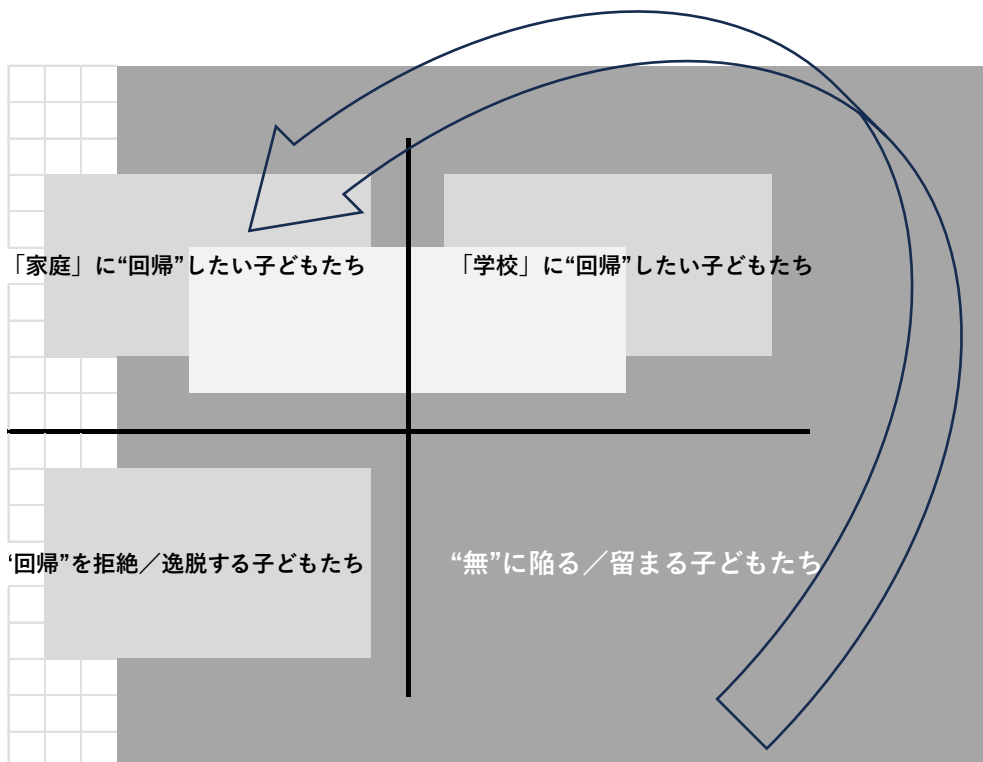 「家庭」に“回帰”したい子どもたち
「学校」に“回帰”したい子どもたち
“回帰”を拒絶／逸脱する子どもたち
“無”に陥る／留まる子どもたち